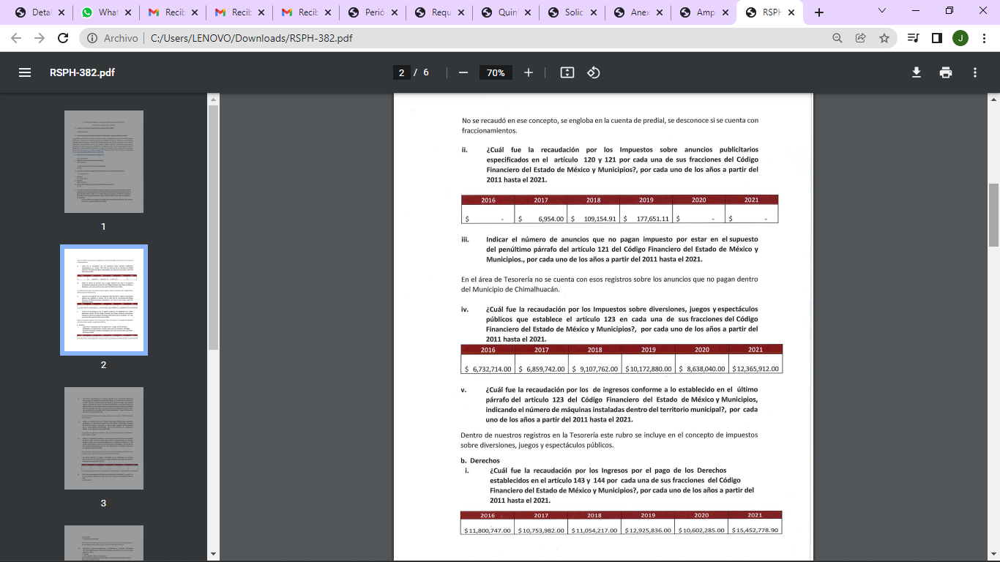 Detal
What
Recib
Recib
Recib
Perió
Requ
Quin
Solic
Anex
Amp
RSPH
Archivo
C:/Users/LENOVO/Downloads/RSPH-382.pdf
J
RSPH-382.pdf
2 / 6
70%
1
2
3
No se recaudó en ese concepto, se engloba en la cuenta de predial, se desconoce si se cuenta con
fraccionamientos.
ii. ¿Cuál fue la recaudación por los Impuestos sobre anuncios publicitarios
especificados en el artículo 120 y 121 por cada una de sus fracciones del Código
Financiero del Estado de México y Municipios?, por cada uno de los años a partir del
2011 hasta el 2021.
2016 2017 2018 2019 2020 2021
$ - $ 6,954.00 $ 109,154.91 $ 177,651.11 $ - $ -
iii. Indicar el número de anuncios que no pagan impuesto por estar en el supuesto
del penúltimo párrafo del artículo 121 del Código Financiero del Estado de México y
Municipios., por cada uno de los años a partir del 2011 hasta el 2021.
En el área de Tesorería no se cuenta con ese registro sobre los anuncios que no pagan dentro
del Municipio de Chimalhuacán.
iv. ¿Cuál fue la recaudación por los Impuestos sobre diversiones, juegos y espectáculos
públicos que establece el artículo 123 en cada una de sus fracciones del Código
Financiero del Estado de México y Municipios?, por cada uno de los años a partir del
2011 hasta el 2021.
2016 2017 2018 2019 2020 2021
$ 6,732,714.00 $ 6,859,742.00 $ 9,107,762.00 $10,172,880.00 $ 8,638,040.00 $12,365,912.00
v. ¿Cuál fue la recaudación por los de ingresos conforme a lo establecido en el último
párrafo del artículo 123 del Código Financiero del Estado de México y Municipios,
indicando el número de máquinas instaladas dentro del territorio municipal?, por cada
uno de los años a partir del 2011 hasta el 2021.
Dentro de nuestros registros en la Tesorería este rubro se incluye en el concepto de impuestos
sobre diversiones, juegos y espectáculos públicos.
b. Derechos
i. ¿Cuál fue la recaudación por los Ingresos por el pago de los Derechos
establecidos en el artículo 143 y 144 por cada una de sus fracciones del Código
Financiero del Estado de México y Municipios?, por cada uno de los años a partir del
2011 hasta el 2021.
2016 2017 2018 2019 2020 2021
$11,800,747.00 $10,753,982.00 $11,054,217.00 $12,925,836.00 $10,602,285.00 $15,452,778.90